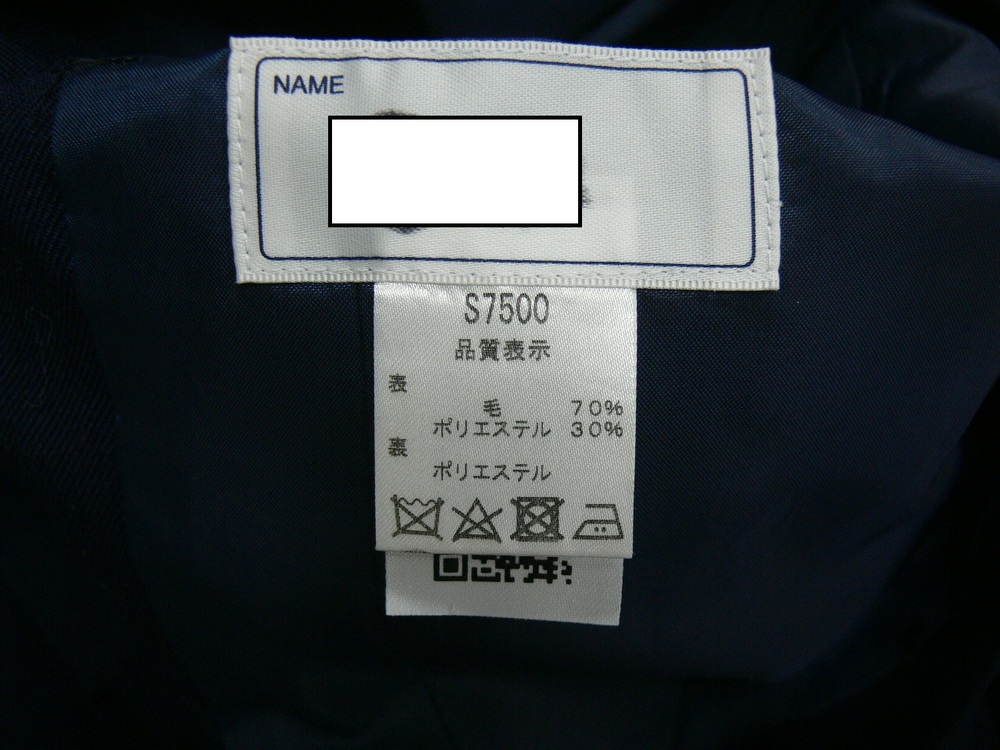 NAME
S7500
品質表示
表
毛 70%
ポリエステル 30%
裏
ポリエステル